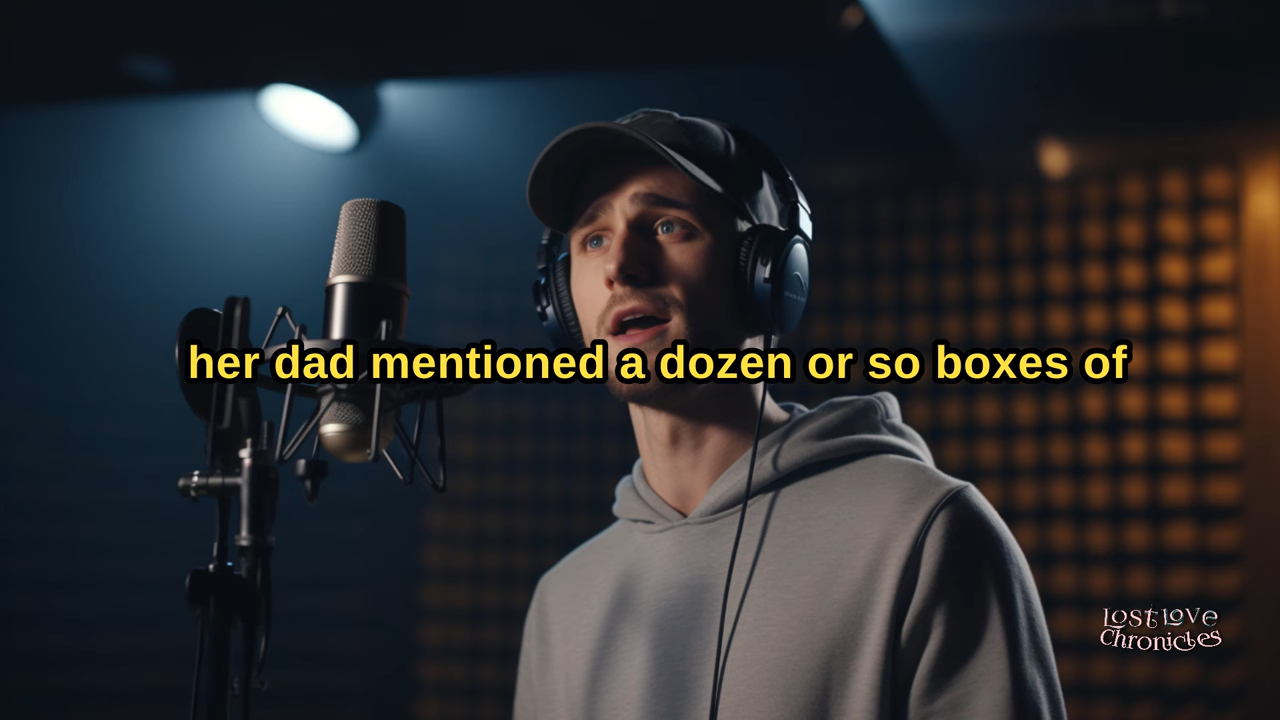 her dad mentioned a dozen or so boxes of
Lost love
Chronicles